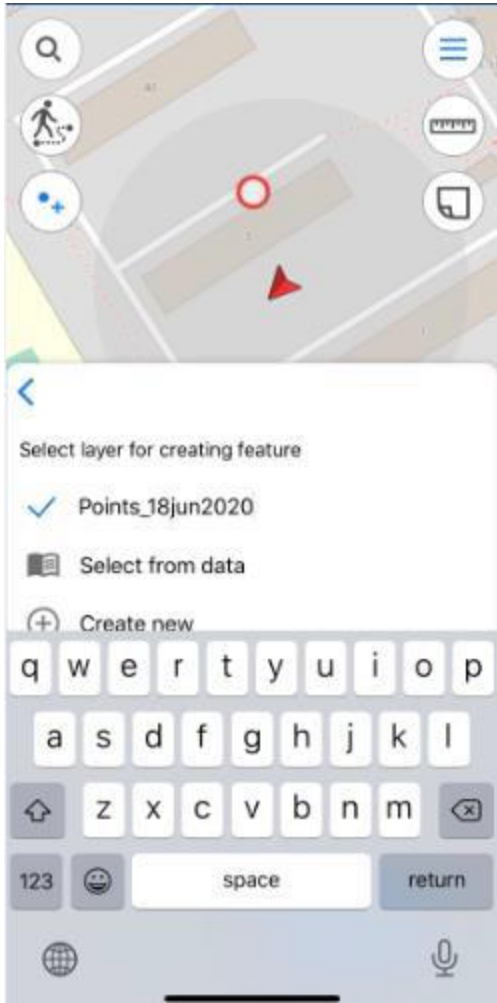 Select layer for creating feature
Points_18jun2020
Select from data
Create new
q w e r t y u i o p
a s d f g h j k l
z x c v b n m
123 space return